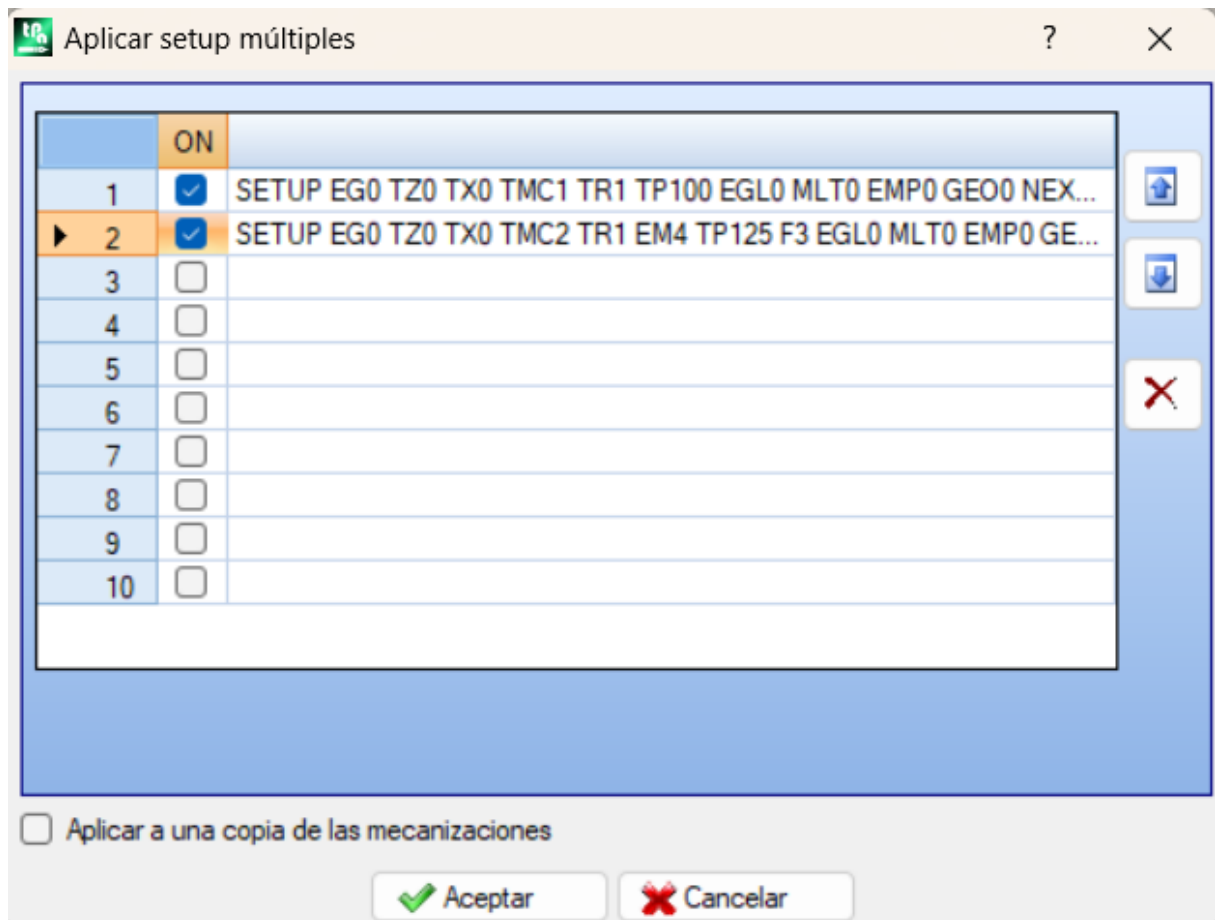 Aplicar setup múltiples ?
ON
1 SETUP EG0 TZ0 TX0 TMC1 TR1 TP100 EGL0 MLT0 EMP0 GEO0 NEX...
2 SETUP EG0 TZ0 TX0 TMC2 TR1 EM4 TP125 F3 EGL0 MLT0 EMP0 GE...
3
4
5
6
7
8
9
10
Aplicar a una copia de las mecanizaciones
Aceptar Cancelar